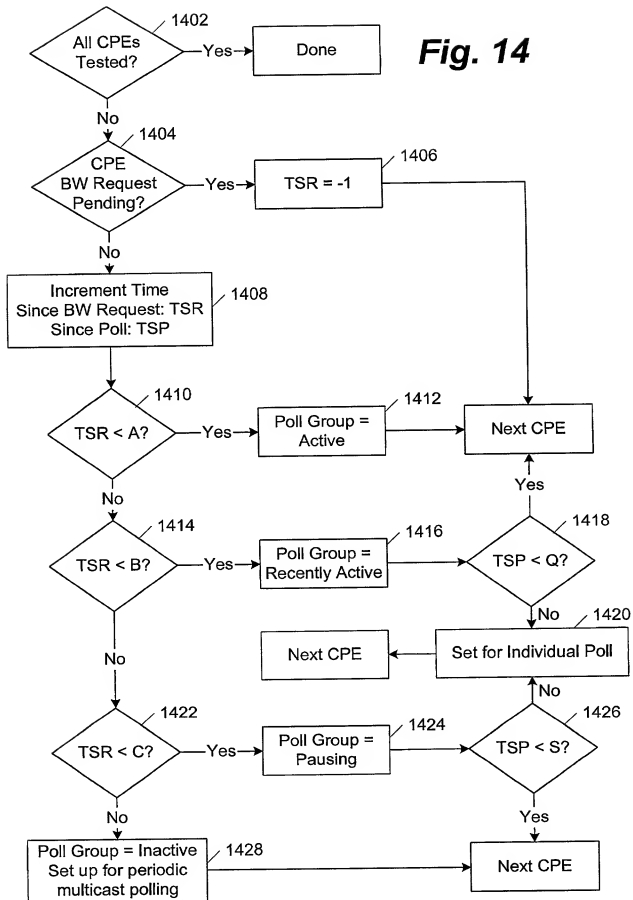 1402
All CPEs
Tested?
Yes
Done
Fig. 14
No
1404
CPE
BW Request
Pending?
Yes
TSR = -1
1406
No
Increment Time
Since BW Request: TSR
Since Poll: TSP
1408
1410
TSR < A?
Yes
Poll Group =
Active
1412
Next CPE
No
Yes
1414
TSR < B?
Yes
Poll Group =
Recently Active
1416
1418
TSP < Q?
No
1420
No
Next CPE
Set for Individual Poll
No
1422
TSR < C?
Yes
Poll Group =
Pausing
1424
1426
TSP < S?
No
Yes
Poll Group = Inactive
Set up for periodic
multicast polling
1428
Next CPE